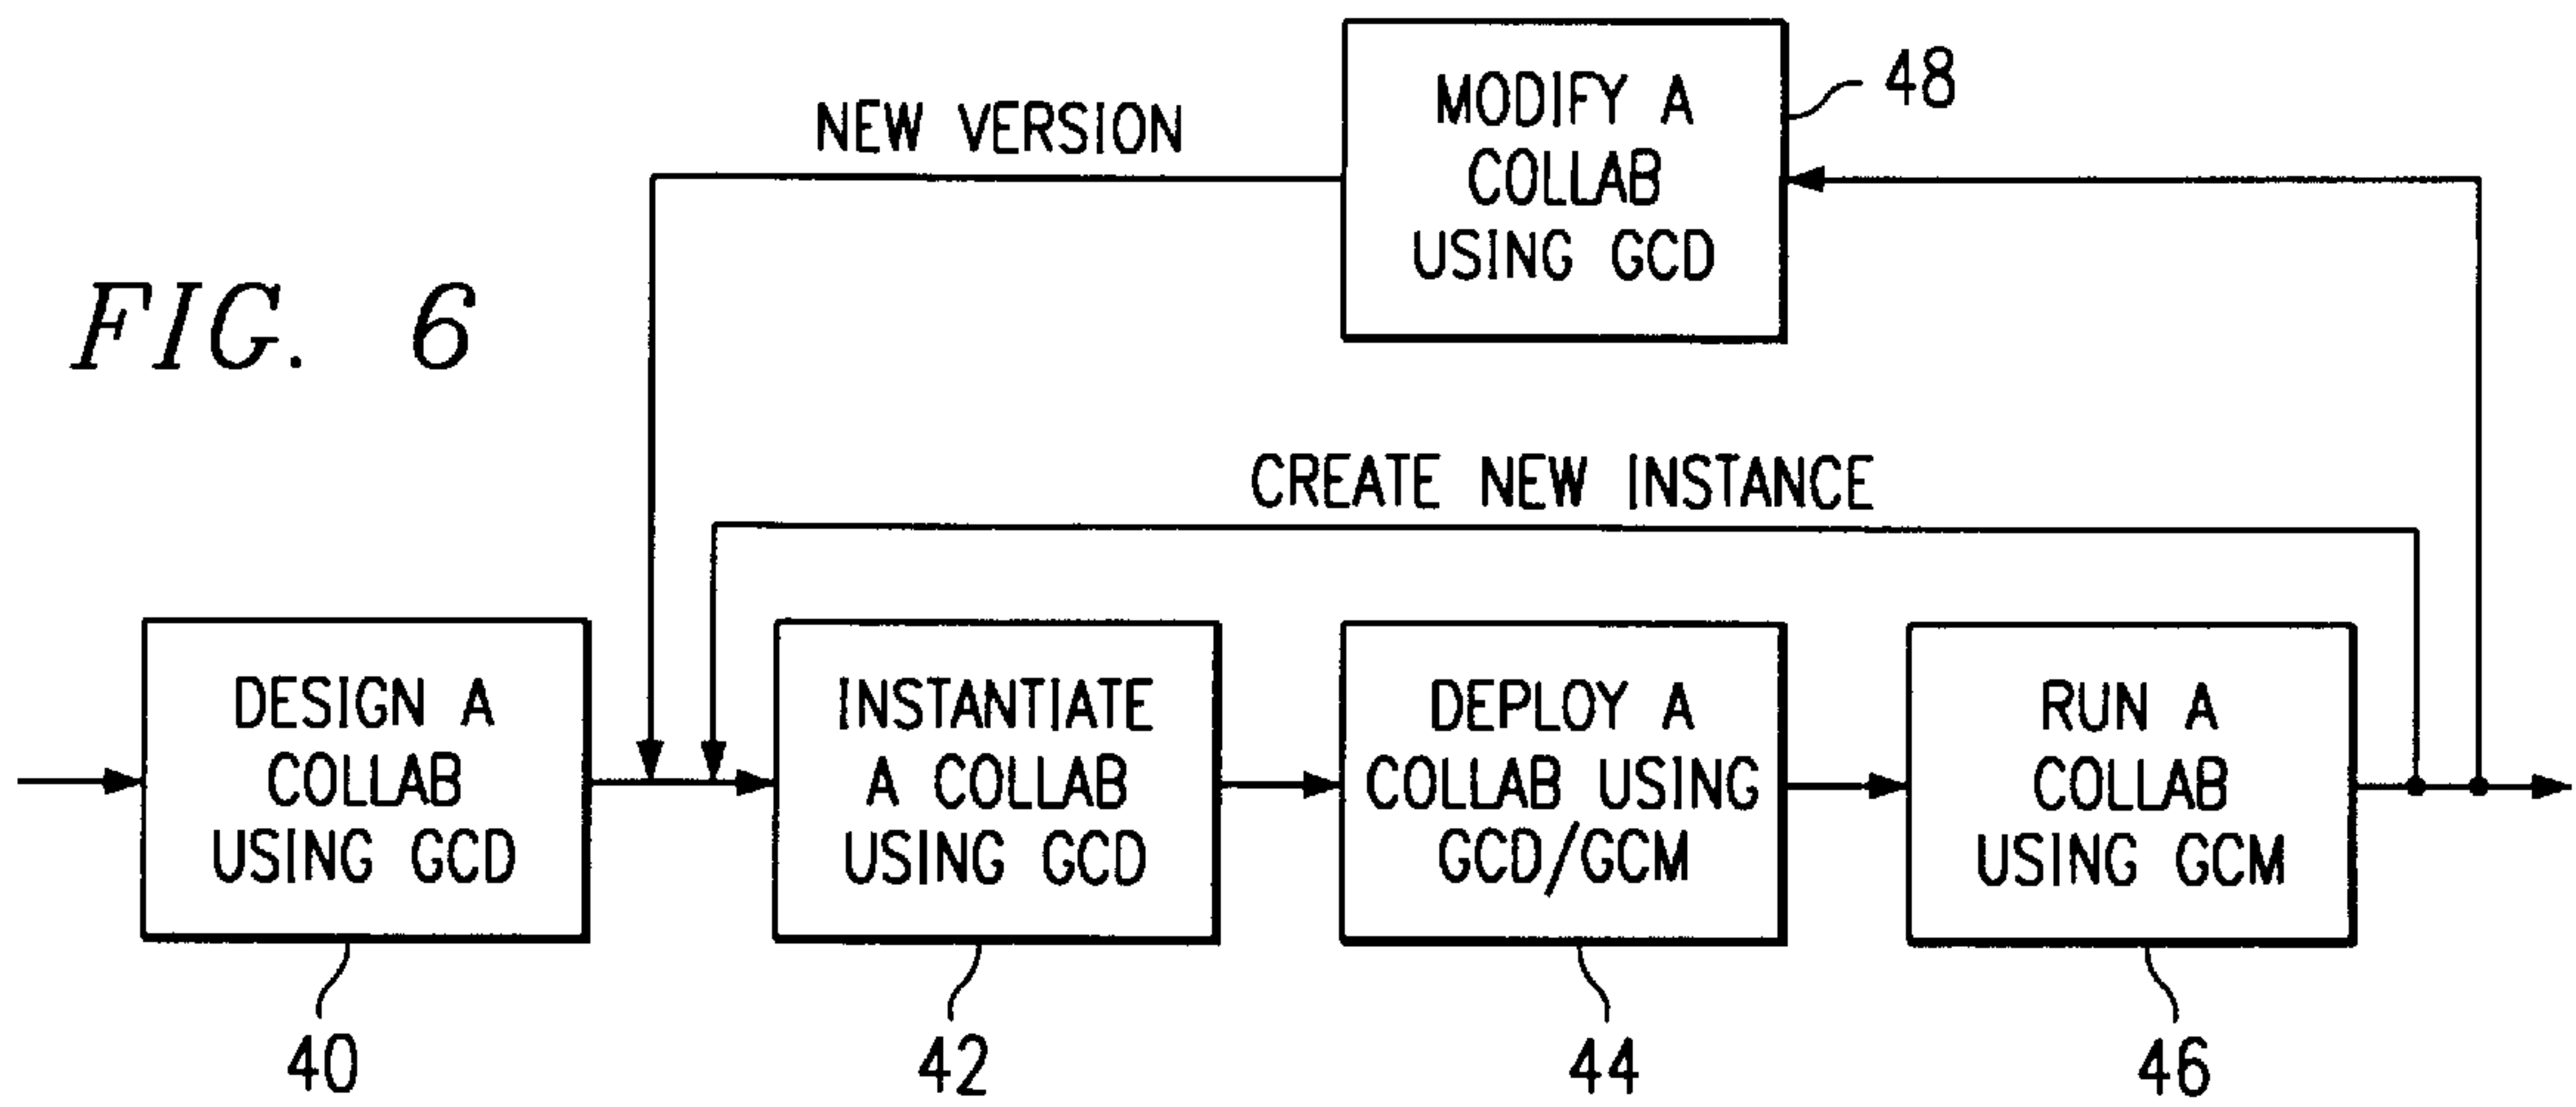 MODIFY A
COLLAB
USING GCD
48
NEW VERSION
FIG. 6
CREATE NEW INSTANCE
DESIGN A
COLLAB
USING GCD
INSTANTIATE
A COLLAB
USING GCD
DEPLOY A
COLLAB USING
GCD/GCM
RUN A
COLLAB
USING GCM
40
42
44
46